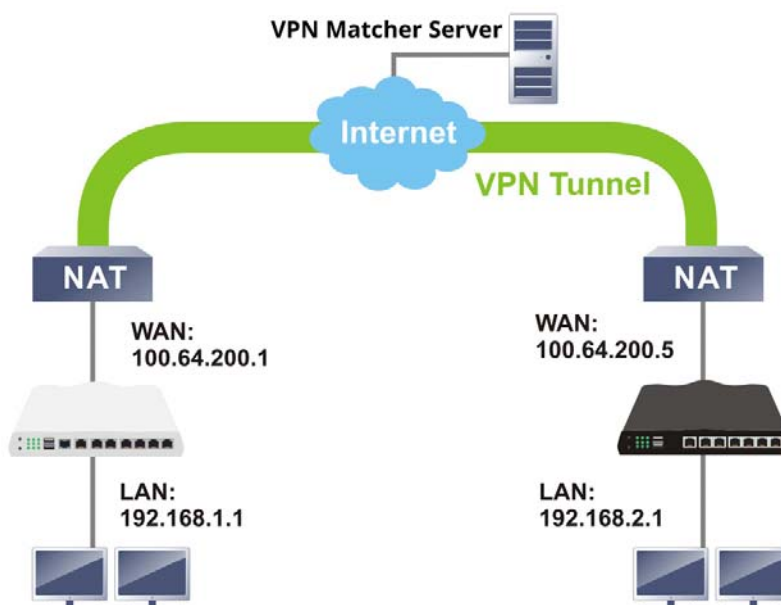 VPN Matcher Server
Internet
VPN Tunnel
NAT
NAT
WAN:
100.64.200.1
WAN:
100.64.200.5
LAN:
192.168.1.1
LAN:
192.168.2.1